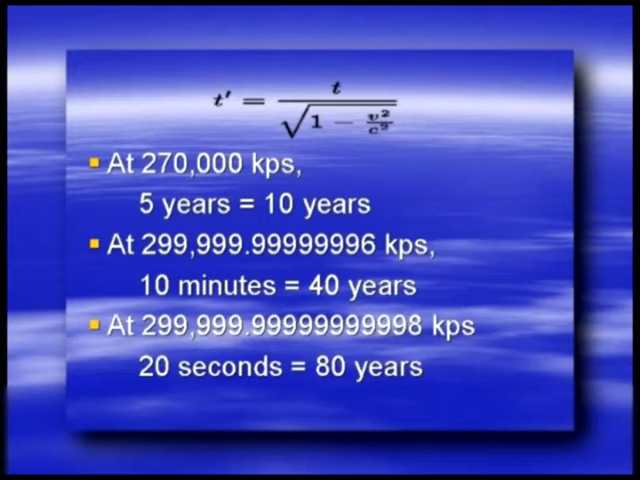 t' = t / √(1 − v²/c²)
At 270,000 kps,
5 years = 10 years
At 299,999.99999996 kps,
10 minutes = 40 years
At 299,999.99999999998 kps
20 seconds = 80 years